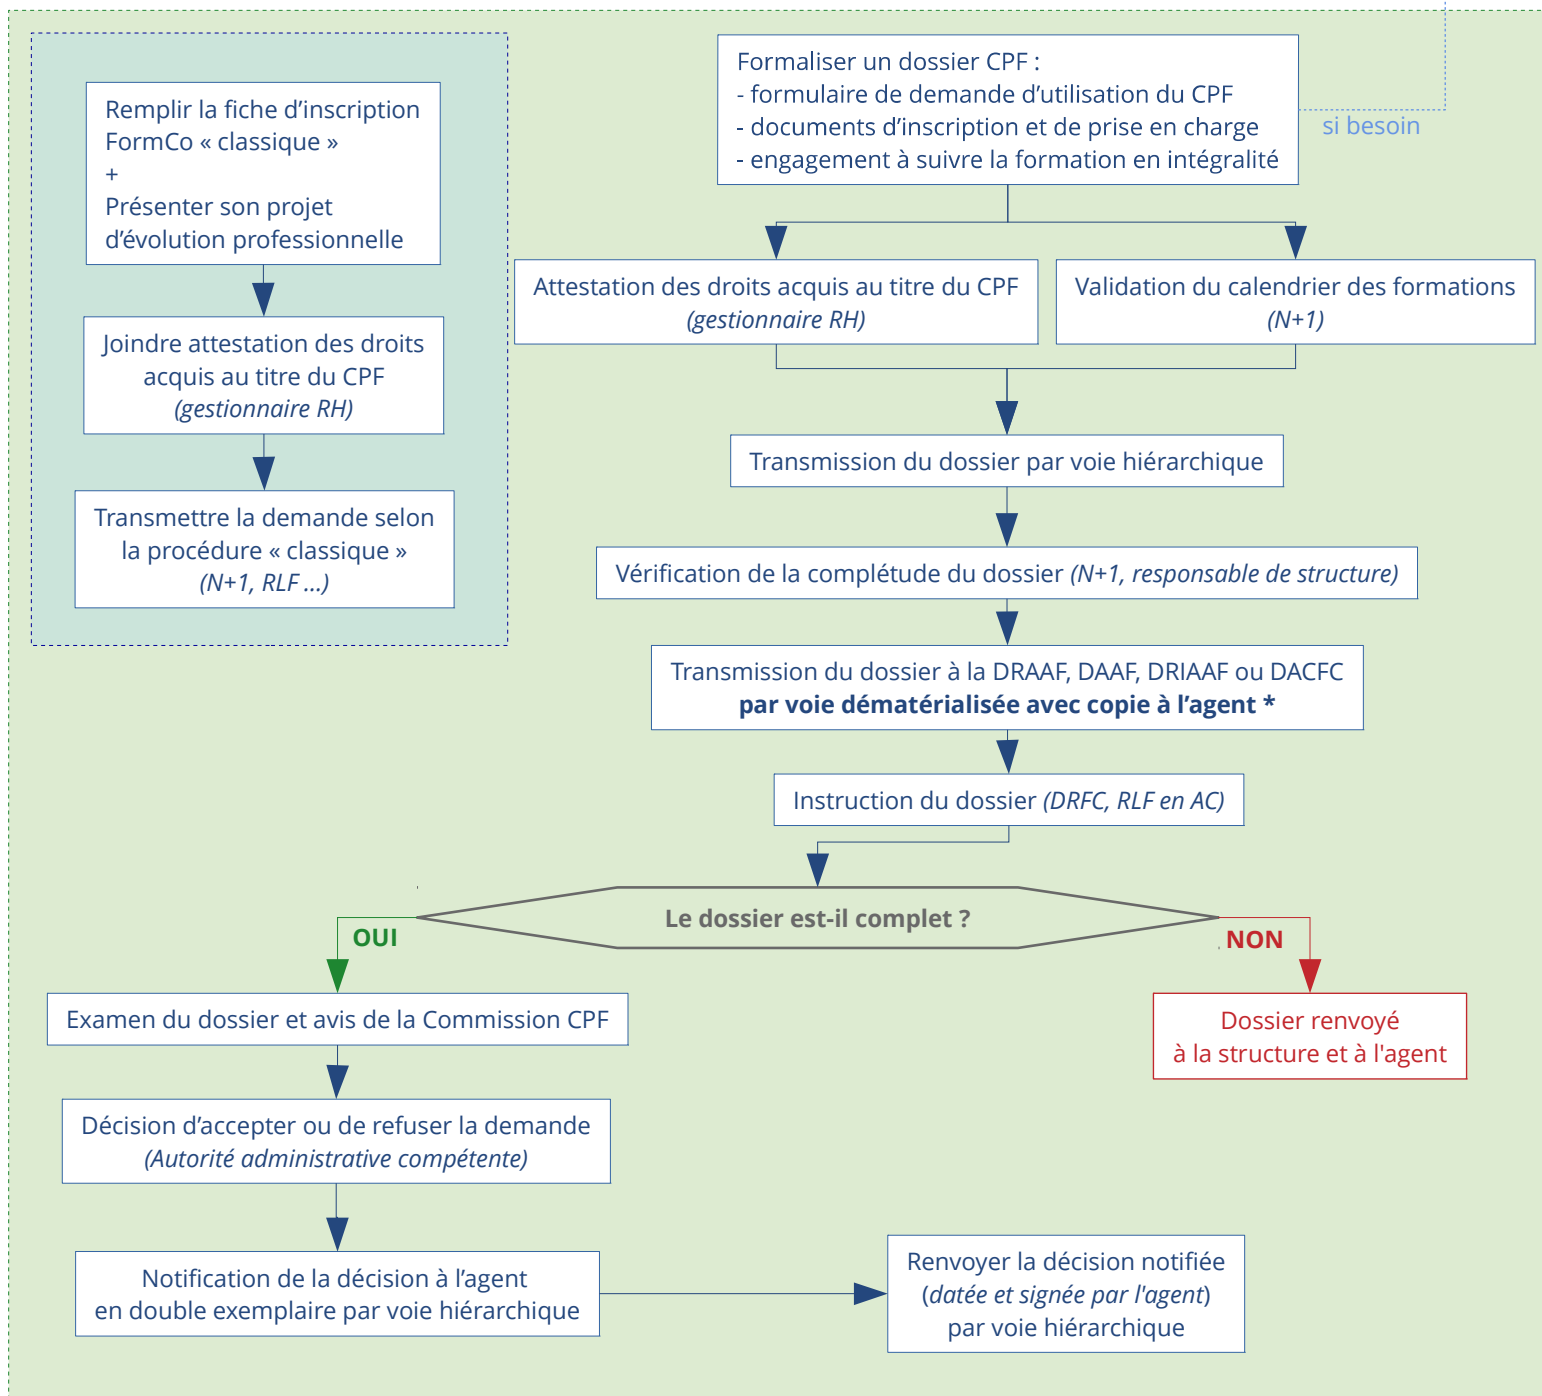 Remplir la fiche d’inscription
FormCo « classique »
+
Présenter son projet
d’évolution professionnelle
Joindre attestation des droits
acquis au titre du CPF
(gestionnaire RH)
Transmettre la demande selon
la procédure « classique »
(N+1, RLF ...)
Formaliser un dossier CPF :
- formulaire de demande d’utilisation du CPF
- documents d’inscription et de prise en charge
- engagement à suivre la formation en intégralité
si besoin
Attestation des droits acquis au titre du CPF
(gestionnaire RH)
Validation du calendrier des formations
(N+1)
Transmission du dossier par voie hiérarchique
Vérification de la complétude du dossier (N+1, responsable de structure)
Transmission du dossier à la DRAAF, DAAF, DRIAAF ou DACFC
par voie dématérialisée avec copie à l’agent *
Instruction du dossier (DRFC, RLF en AC)
Le dossier est-il complet ?
OUI
NON
Examen du dossier et avis de la Commission CPF
Dossier renvoyé
à la structure et à l'agent
Décision d’accepter ou de refuser la demande
(Autorité administrative compétente)
Notification de la décision à l’agent
en double exemplaire par voie hiérarchique
Renvoyer la décision notifiée
(datée et signée par l'agent)
par voie hiérarchique